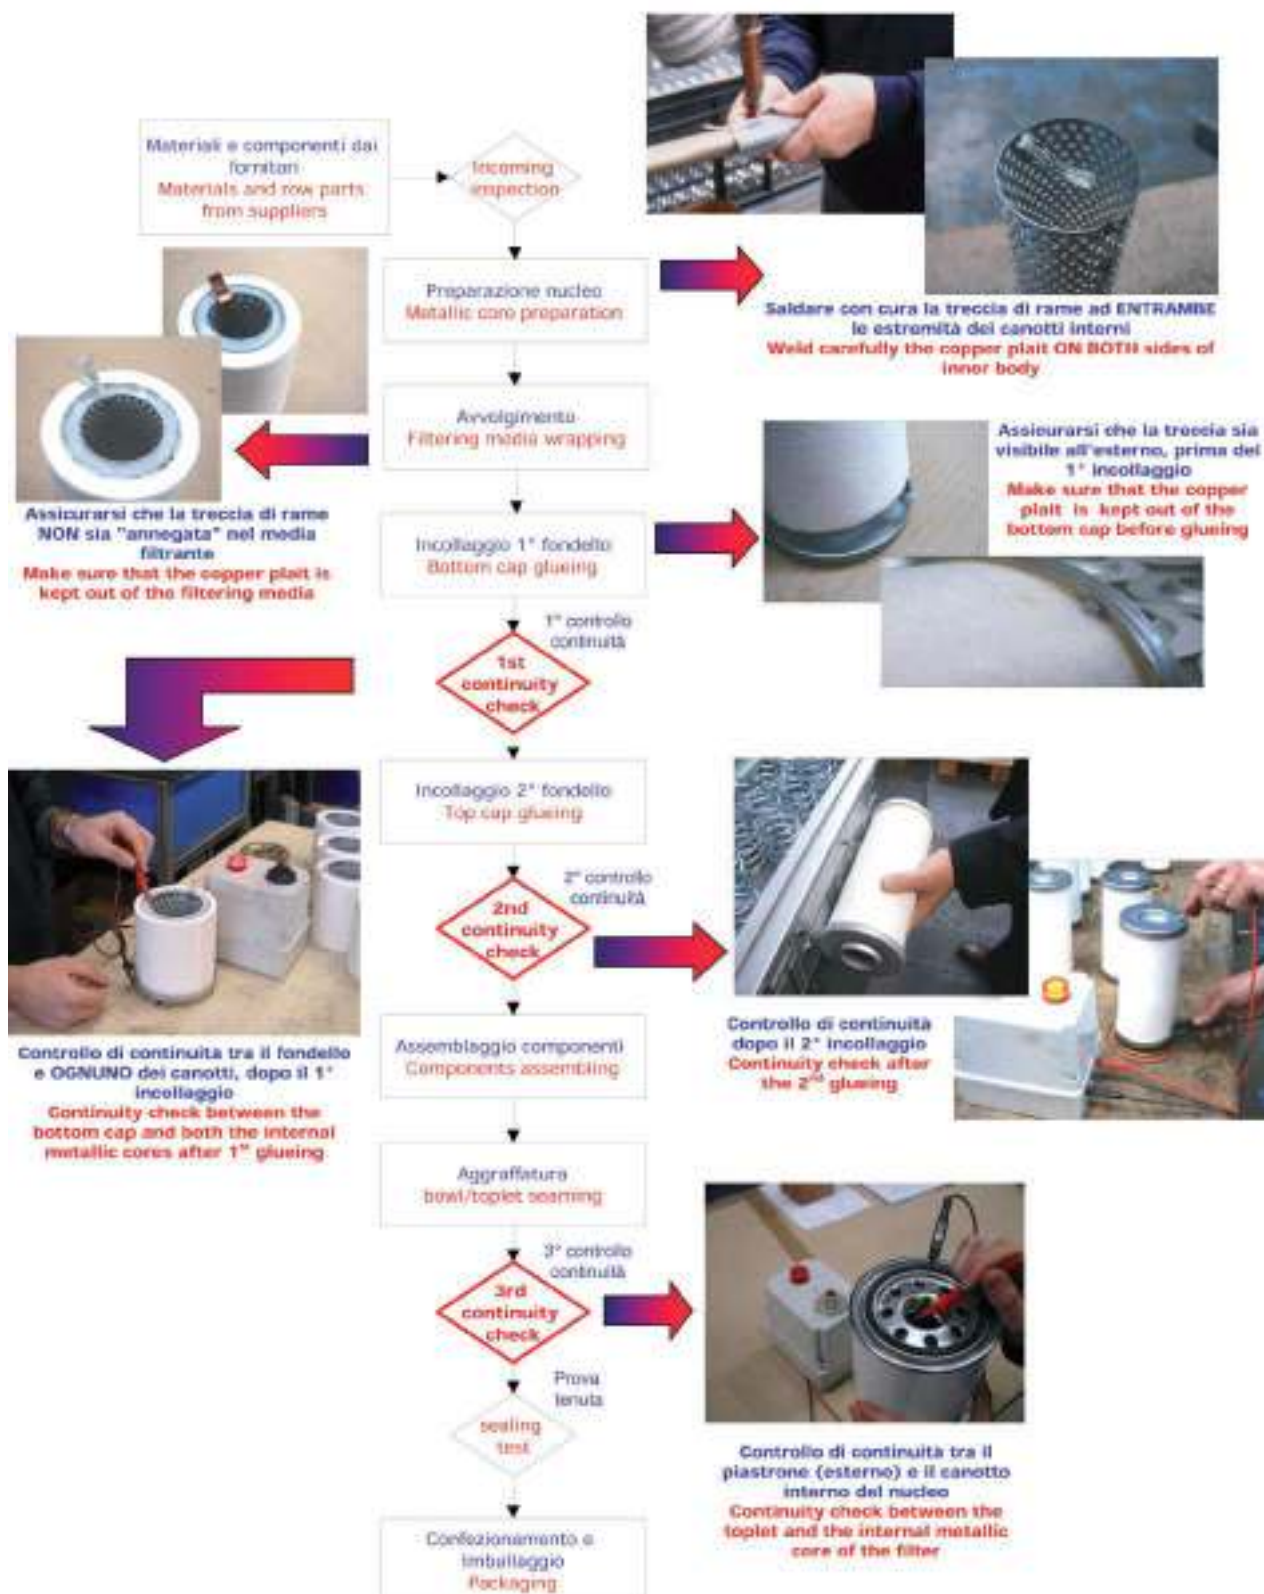 Materiali e componenti dai
fornitori
Materials and row parts
from suppliers
Incoming
inspection
Preparazione nucleo
Metallic core preparation
Saldare con cura la treccia di rame ad ENTRAMBE
le estromità dei canotti interni
Weld carefully the copper plait ON BOTH sides of
inner body
Avvolgimento
Filtering media wrapping
Assicurarsi che la treccia di rame
NON sia "annegata" nel media
filtrante
Make sure that the copper plait is
kept out of the filtering media
Assicurarsi che la treccia sia
visibile all'esterno, prima del
1° incollaggio
Make sure that the copper
plait is kept out of the
bottom cap before glueing
Incollaggio 1° fondello
Bottom cap glueing
1° controllo
continuità
1st
continuity
check
Controllo di continuita tra il fondello
e OGNUNO dei canotti, dopo il 1°
incollaggio
Continuity check between the
bottom cap and both the internal
metallic cores after 1st glueing
Incollaggio 2° fondello
Top cap glueing
2° controllo
continuità
2nd
continuity
check
Controllo di continuità
dopo il 2° incollaggio
Continuity check after
the 2nd glueing
Assemblaggio componenti
Components assembling
Aggraffatura
bowl/toplet seaming
3° controllo
continuità
3rd
continuity
check
Controllo di continuità tra il
piastrone (esterno) e il canotto
interno del nucleo
Continuity check between the
toplet and the internal metallic
core of the filter
Prova
tenuta
sealing
test
Confezionamento e
Imballaggio
Packaging